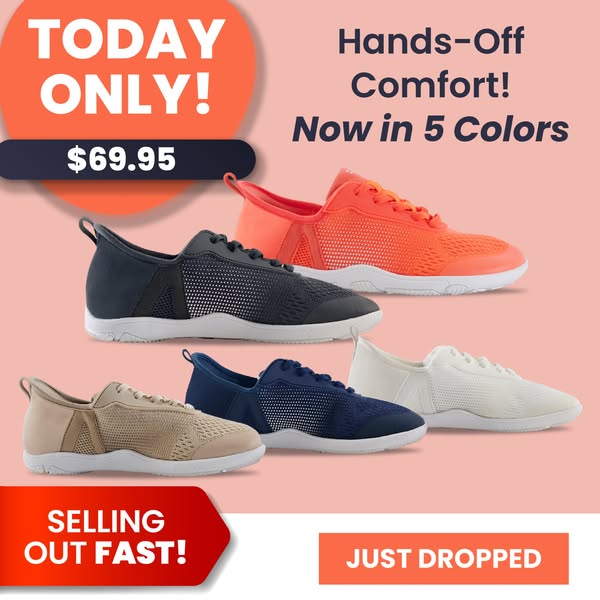 TODAY
ONLY!
$69.95
Hands-Off
Comfort!
Now in 5 Colors
SELLING
OUT FAST!
JUST DROPPED